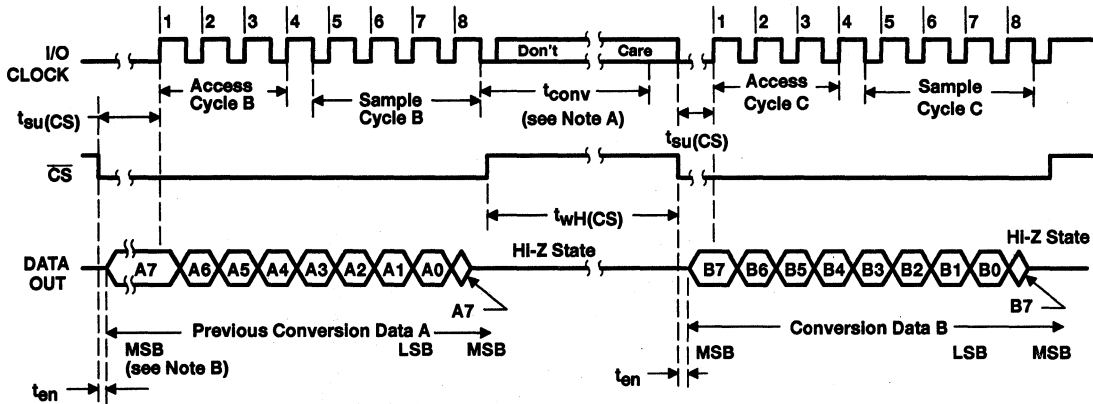 1 2 3 4 5 6 7 8 1 2 3 4 5 6 7 8
I/O
CLOCK
Don't Care
Access
Cycle B
Sample
Cycle B
tconv
(see Note A)
Access
Cycle C
Sample
Cycle C
tsu(CS)
tsu(CS)
CS
twH(CS)
Hi-Z State
Hi-Z State
DATA
OUT
A7 A6 A5 A4 A3 A2 A1 A0
B7 B6 B5 B4 B3 B2 B1 B0
A7
B7
Previous Conversion Data A
Conversion Data B
MSB LSB MSB
MSB LSB MSB
(see Note B)
ten
ten